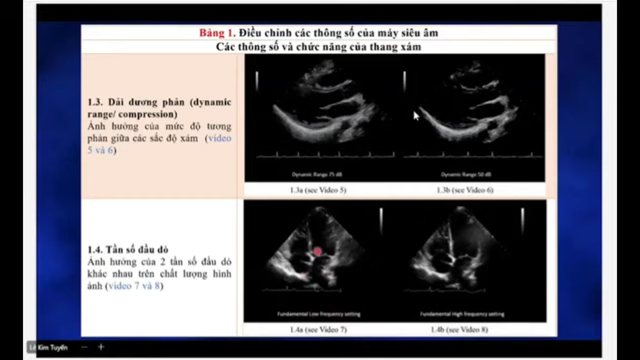 Bảng 1. Điều chỉnh các thông số của máy siêu âm
Các thông số và chức năng của thang xám
1.3. Dải dương phản (dynamic
range/ compression)
Ảnh hưởng của mức độ tương
phản giữa các sắc độ xám (video
5 và 6)
Dynamic Range 75 dB
Dynamic Range 50 dB
1.3a (see Video 5)
1.3b (see Video 6)
1.4. Tần số đầu dò
Ảnh hưởng của 2 tần số đầu dò
khác nhau trên chất lượng hình
ảnh (video 7 và 8)
Fundamental Low frequency setting
Fundamental High frequency setting
1.4a (see Video 7)
1.4b (see Video 8)
Lê Kim Tuyến